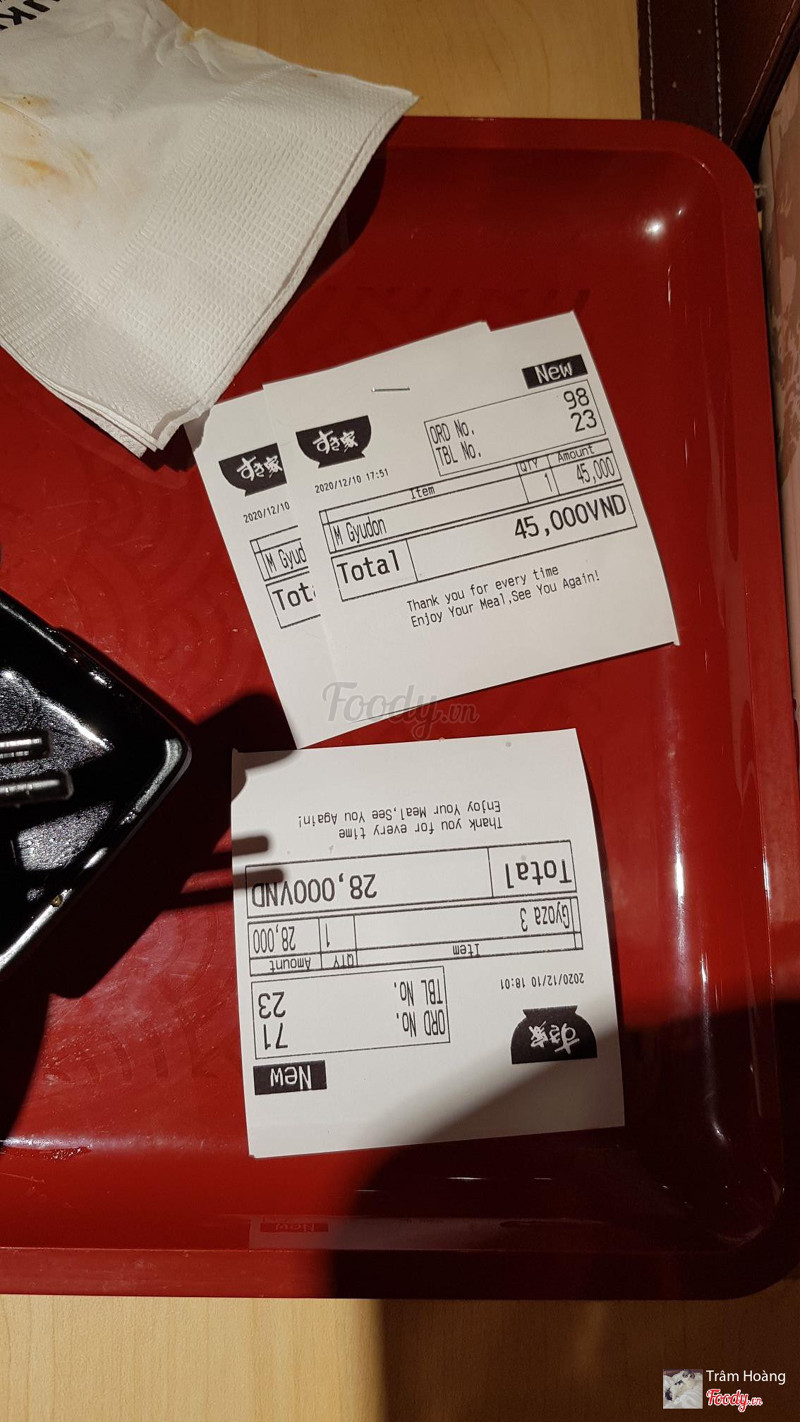 すき家
2020/12/10
M Gyud
Tot
New
すき家
ORD No. 98
TBL No. 23
2020/12/10 17:51
Item QTY Amount
M Gyudon 1 45,000
Total 45,000VND
Thank you for every time
Enjoy Your Meal,See You Again!
Foody.vn
New
すき家
ORD No. 71
TBL No. 23
2020/12/10 18:01
Item QTY Amount
Gyoza 3 1 28,000
Total 28,000VND
Thank you for every time
Enjoy Your Meal,See You Again!
Trâm Hoàng
Foody.vn